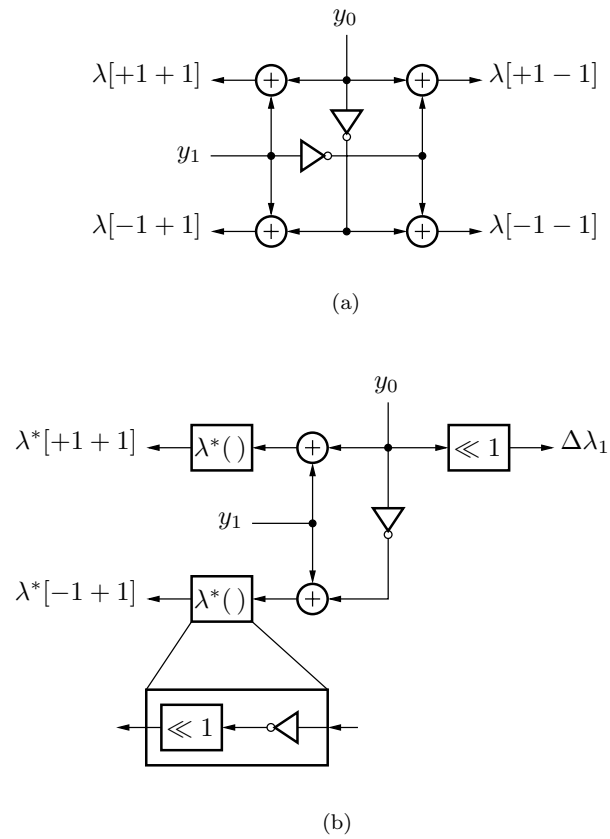 y₀
λ[+1 + 1] + + λ[+1 − 1]
y₁
λ[−1 + 1] + + λ[−1 − 1]
(a)
y₀
λ*[+1 + 1] λ*( ) + ≪ 1 Δλ₁
y₁
λ*[−1 + 1] λ*( ) +
≪ 1
(b)